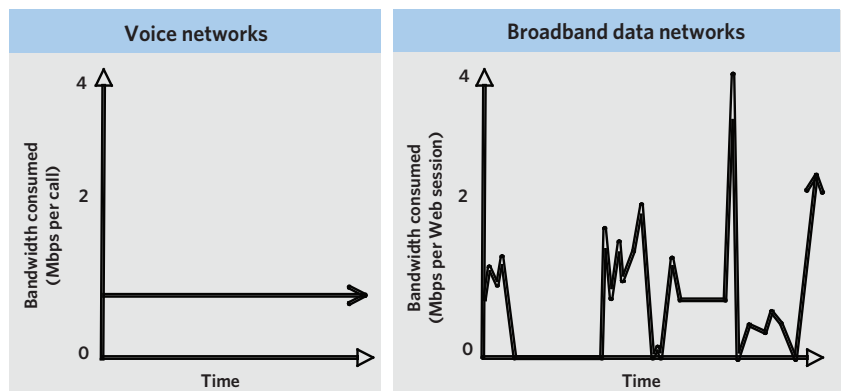 Voice networks
4
2
0
Bandwidth consumed
(Mbps per call)
Time
Broadband data networks
4
2
0
Bandwidth consumed
(Mbps per Web session)
Time